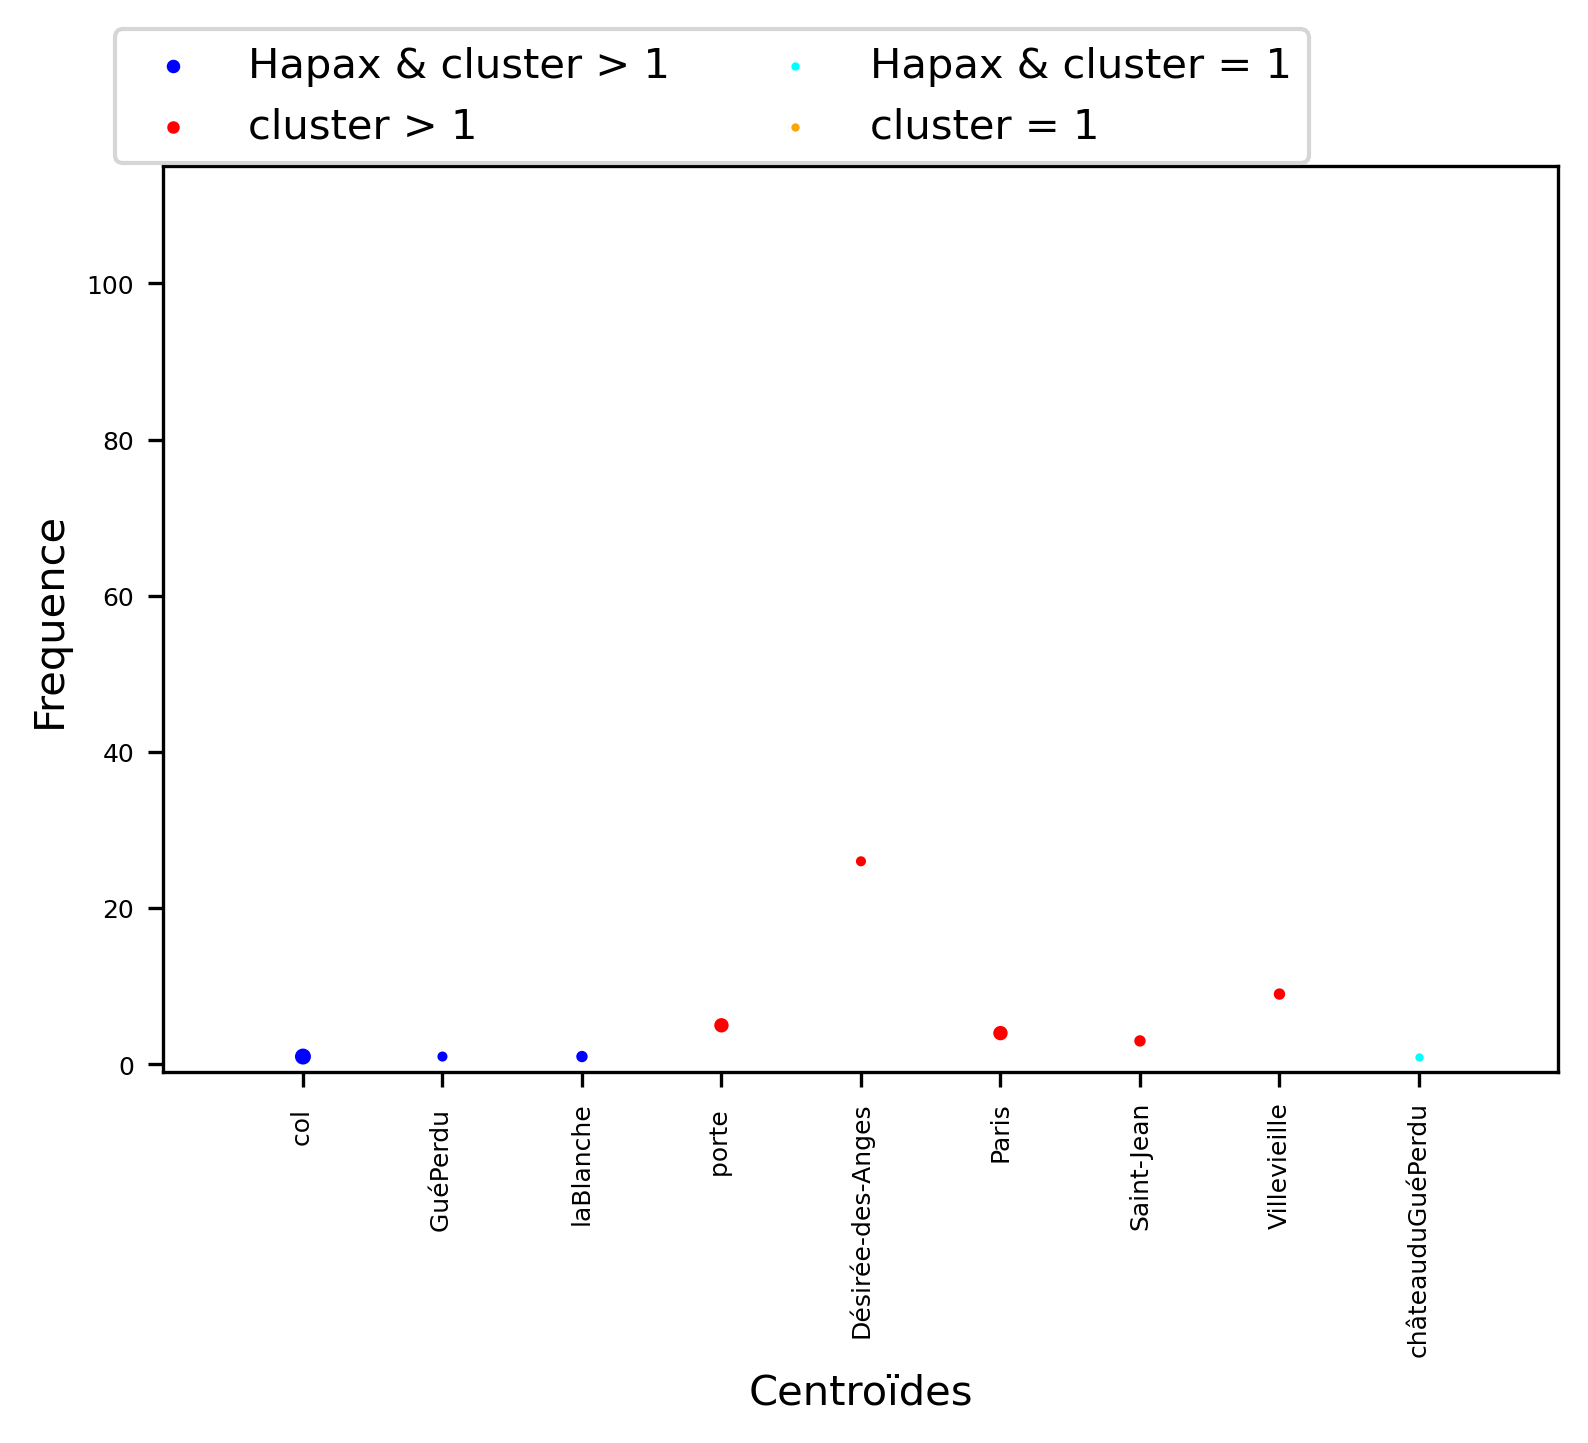 Hapax & cluster > 1
Hapax & cluster = 1
cluster > 1
cluster = 1
Frequence
100
80
60
40
20
0
col
GuéPerdu
laBlanche
porte
Désirée-des-Anges
Paris
Saint-Jean
Villevieille
châteauduGuéPerdu
Centroïdes